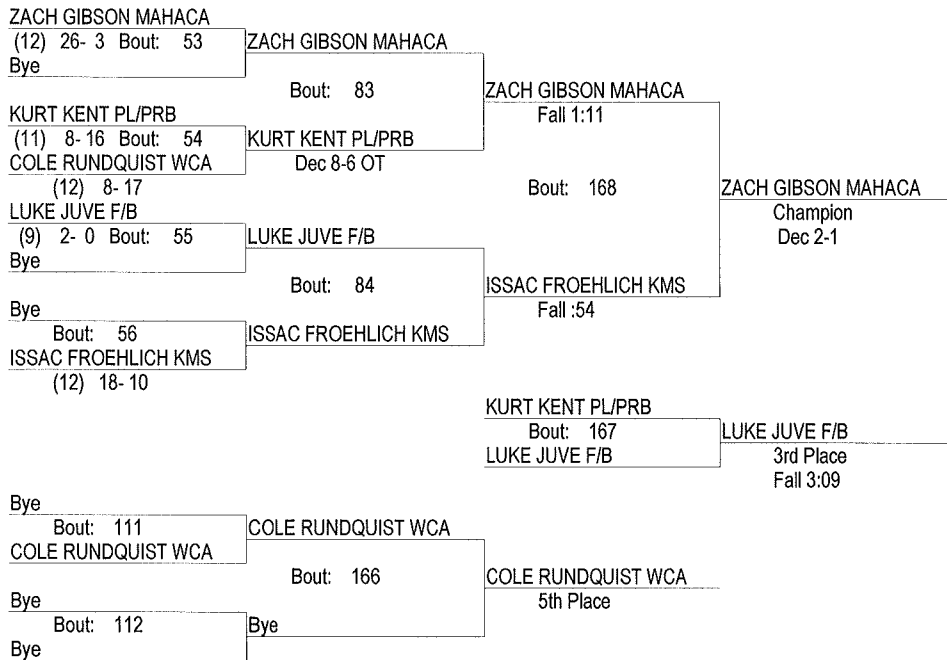 ZACH GIBSON MAHACA
(12) 26- 3 Bout: 53
Bye
ZACH GIBSON MAHACA
Bout: 83
KURT KENT PL/PRB
(11) 8- 16 Bout: 54
COLE RUNDQUIST WCA
(12) 8- 17
KURT KENT PL/PRB
Dec 8-6 OT
ZACH GIBSON MAHACA
Fall 1:11
LUKE JUVE F/B
(9) 2- 0 Bout: 55
Bye
LUKE JUVE F/B
Bout: 84
Bye
Bout: 56
ISSAC FROEHLICH KMS
(12) 18- 10
ISSAC FROEHLICH KMS
ISSAC FROEHLICH KMS
Fall :54
Bout: 168
ZACH GIBSON MAHACA
Champion
Dec 2-1
KURT KENT PL/PRB
Bout: 167
LUKE JUVE F/B
LUKE JUVE F/B
3rd Place
Fall 3:09
Bye
Bout: 111
COLE RUNDQUIST WCA
COLE RUNDQUIST WCA
Bout: 166
Bye
Bout: 112
Bye
Bye
COLE RUNDQUIST WCA
5th Place